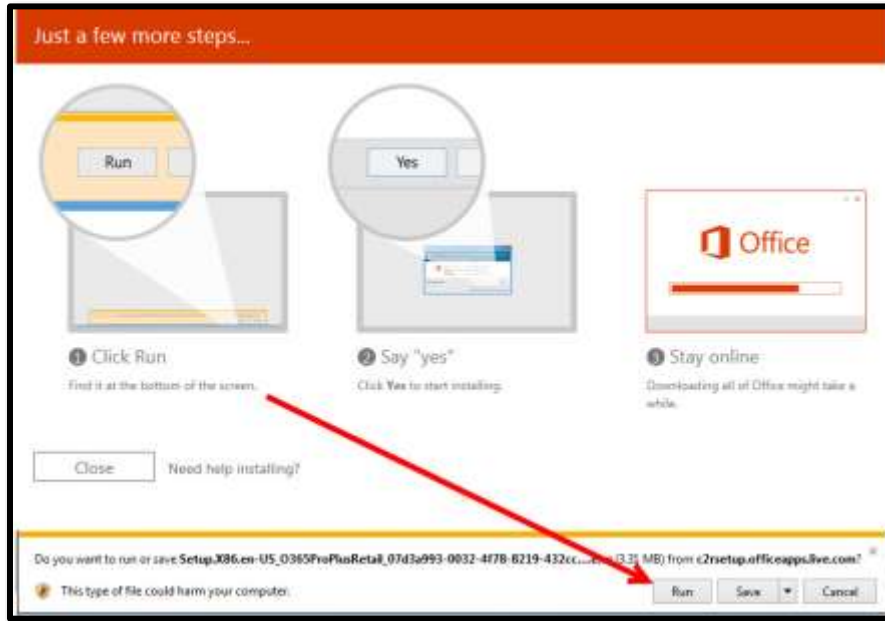 Just a few more steps...
Run
Yes
Office
1 Click Run
Find it at the bottom of the screen.
2 Say "yes"
Click Yes to start installing.
3 Stay online
Downloading all of Office might take a
while.
Close
Need help installing?
Do you want to run or save Setup.X86.en-US_O365ProPlusRetail_07d3a993-0032-4f78-8219-432cc... (3.35 MB) from c2rsetup.officeapps.live.com?
This type of file could harm your computer.
Run
Save
Cancel